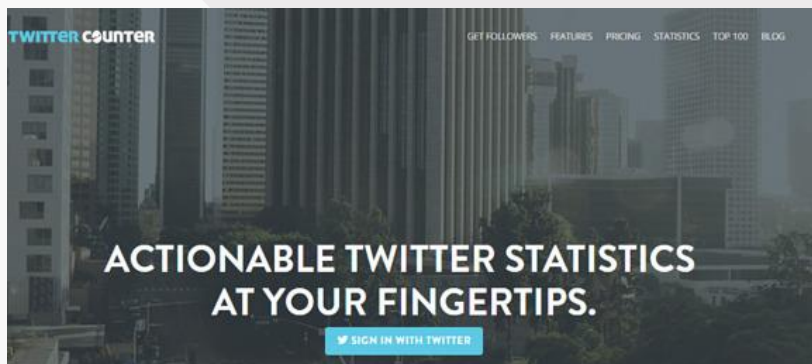 TWITTER COUNTER
GET FOLLOWERS FEATURES PRICING STATISTICS TOP 100 BLOG
ACTIONABLE TWITTER STATISTICS
AT YOUR FINGERTIPS.
SIGN IN WITH TWITTER